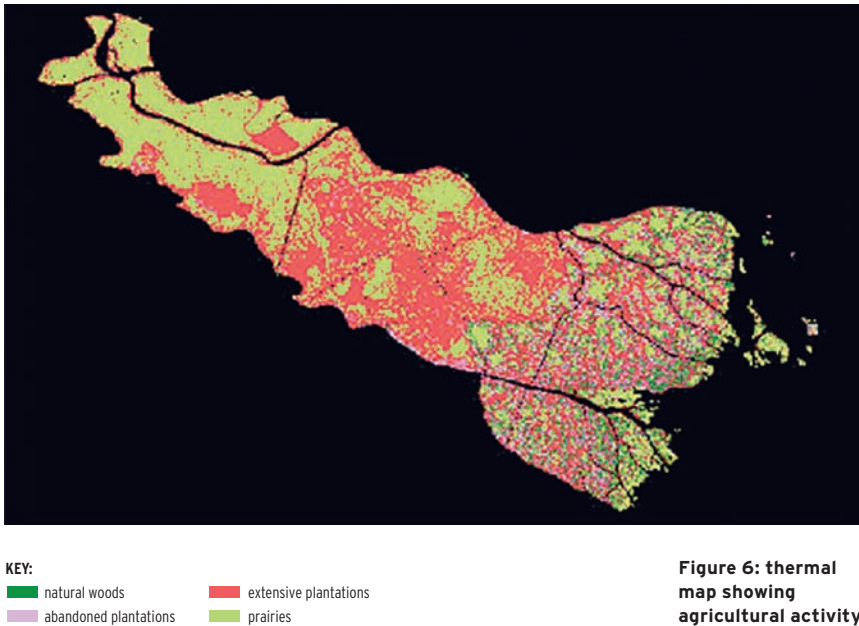 KEY:
natural woods
extensive plantations
abandoned plantations
prairies
Figure 6: thermal
map showing
agricultural activity